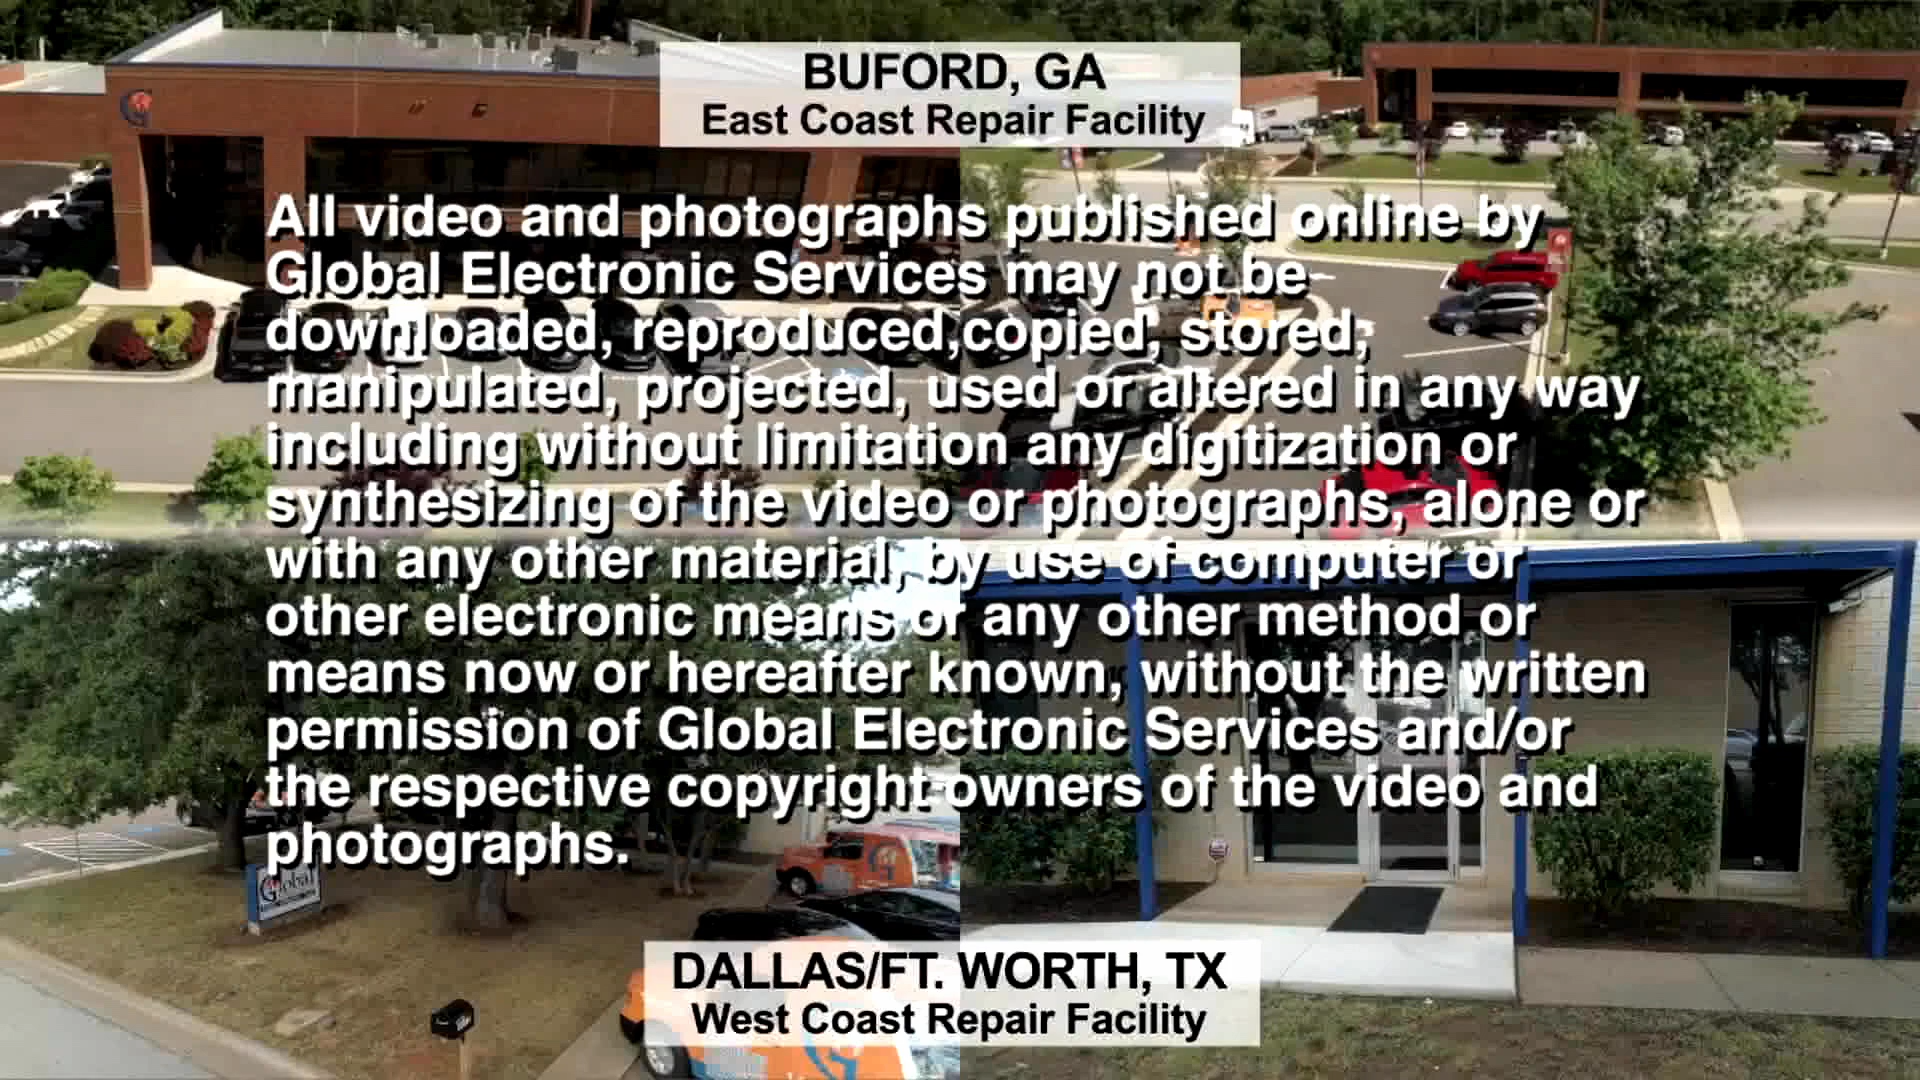 BUFORD, GA
East Coast Repair Facility
All video and photographs published online by
Global Electronic Services may not be
downloaded, reproduced,copied, stored,
manipulated, projected, used or altered in any way
including without limitation any digitization or
synthesizing of the video or photographs, alone or
with any other material, by use of computer or
other electronic means or any other method or
means now or hereafter known, without the written
permission of Global Electronic Services and/or
the respective copyright owners of the video and
photographs.
Global
DALLAS/FT. WORTH, TX
West Coast Repair Facility